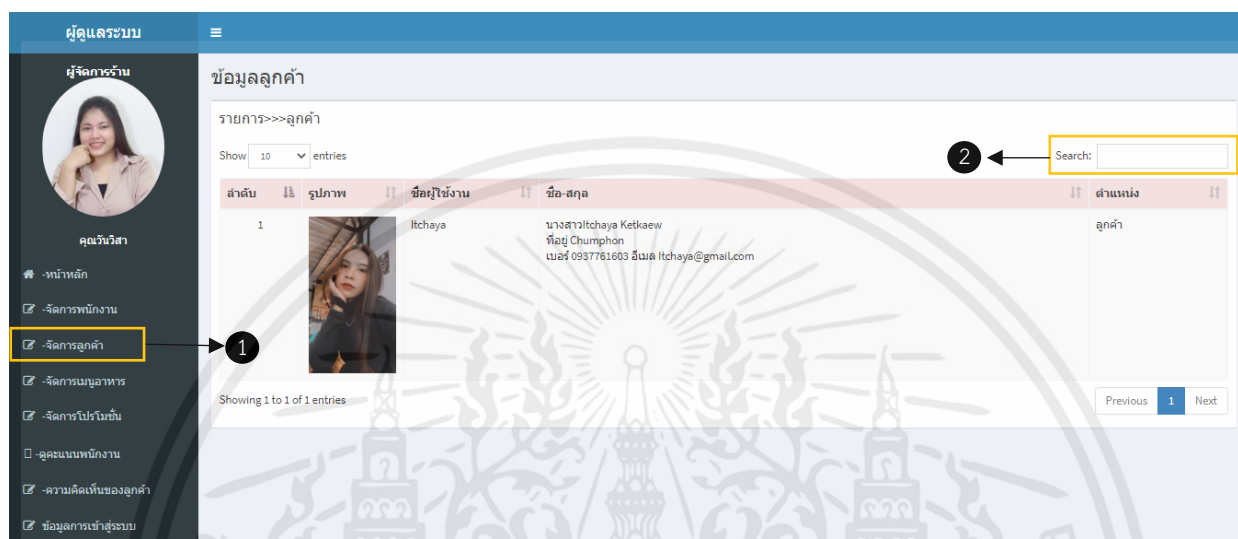 ผู้ดูแลระบบ
ผู้จัดการร้าน
คุณวันวิสา
-หน้าหลัก
-จัดการพนักงาน
-จัดการลูกค้า
-จัดการเมนูอาหาร
-จัดการโปรโมชั่น
-ดูคะแนนพนักงาน
-ความคิดเห็นของลูกค้า
ข้อมูลการเข้าสู่ระบบ
ข้อมูลลูกค้า
รายการ>>>ลูกค้า
Show 10 entries
2
Search:
ลำดับ รูปภาพ ชื่อผู้ใช้งาน ชื่อ-สกุล ตำแหน่ง
1 Itchaya นางสาวItchaya Ketkaew ลูกค้า
ที่อยู่ Chumphon
เบอร์ 0937761603 อีเมล Itchaya@gmail.com
1
Showing 1 to 1 of 1 entries
Previous 1 Next